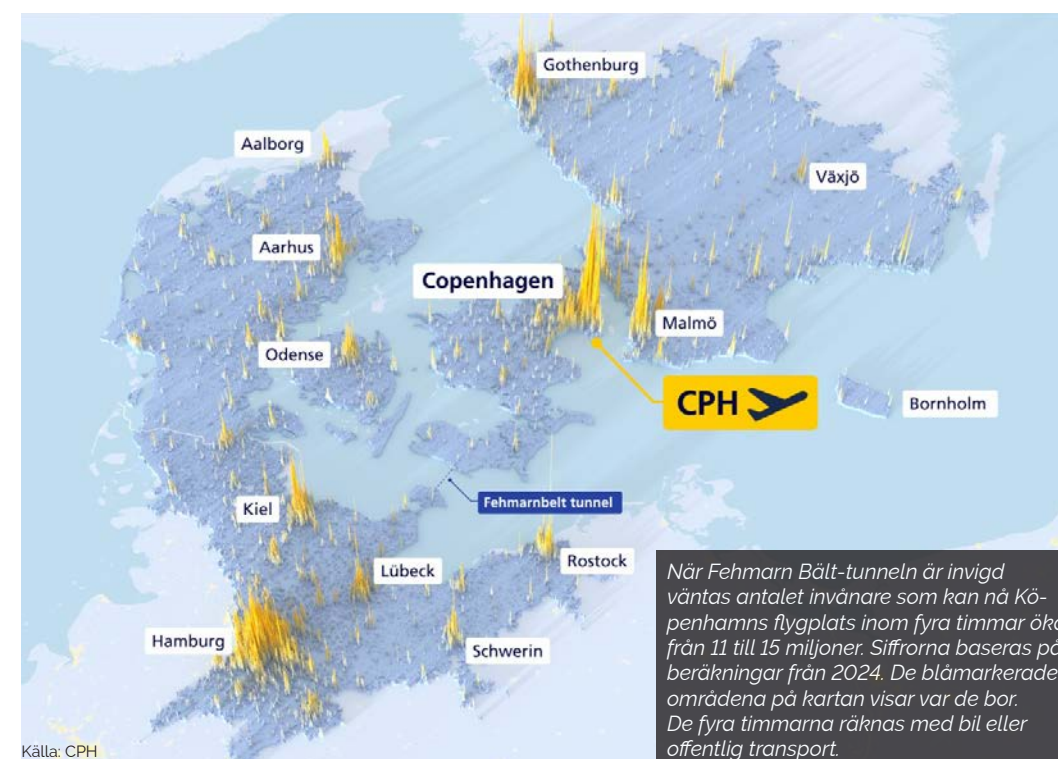 Gothenburg
Aalborg
Växjö
Aarhus
Copenhagen
Malmö
Odense
CPH
Bornholm
Fehmarnbelt tunnel
Kiel
Rostock
Lübeck
Hamburg
Schwerin
När Fehmarn Bält-tunneln är invigd
väntas antalet invånare som kan nå Kö-
penhamns flygplats inom fyra timmar öka
från 11 till 15 miljoner. Siffrorna baseras på
beräkningar från 2024. De blåmarkerade
områdena på kartan visar var de bor.
De fyra timmarna räknas med bil eller
offentlig transport.
Källa: CPH